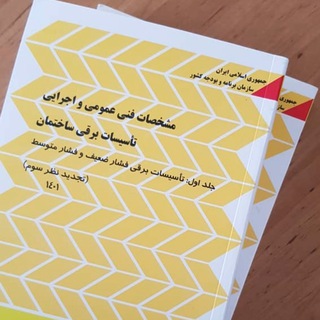 جمهوری اسلامی ایران
سازمان برنامه و بودجه کشور
مشخصات فنی عمومی و اجرایی
تأسیسات برقی ساختمان
جلد اول: تأسیسات برقی فشار ضعیف و فشار متوسط
(تجدید نظر سوم)
۱۴۰۱
جمهوری
سازما